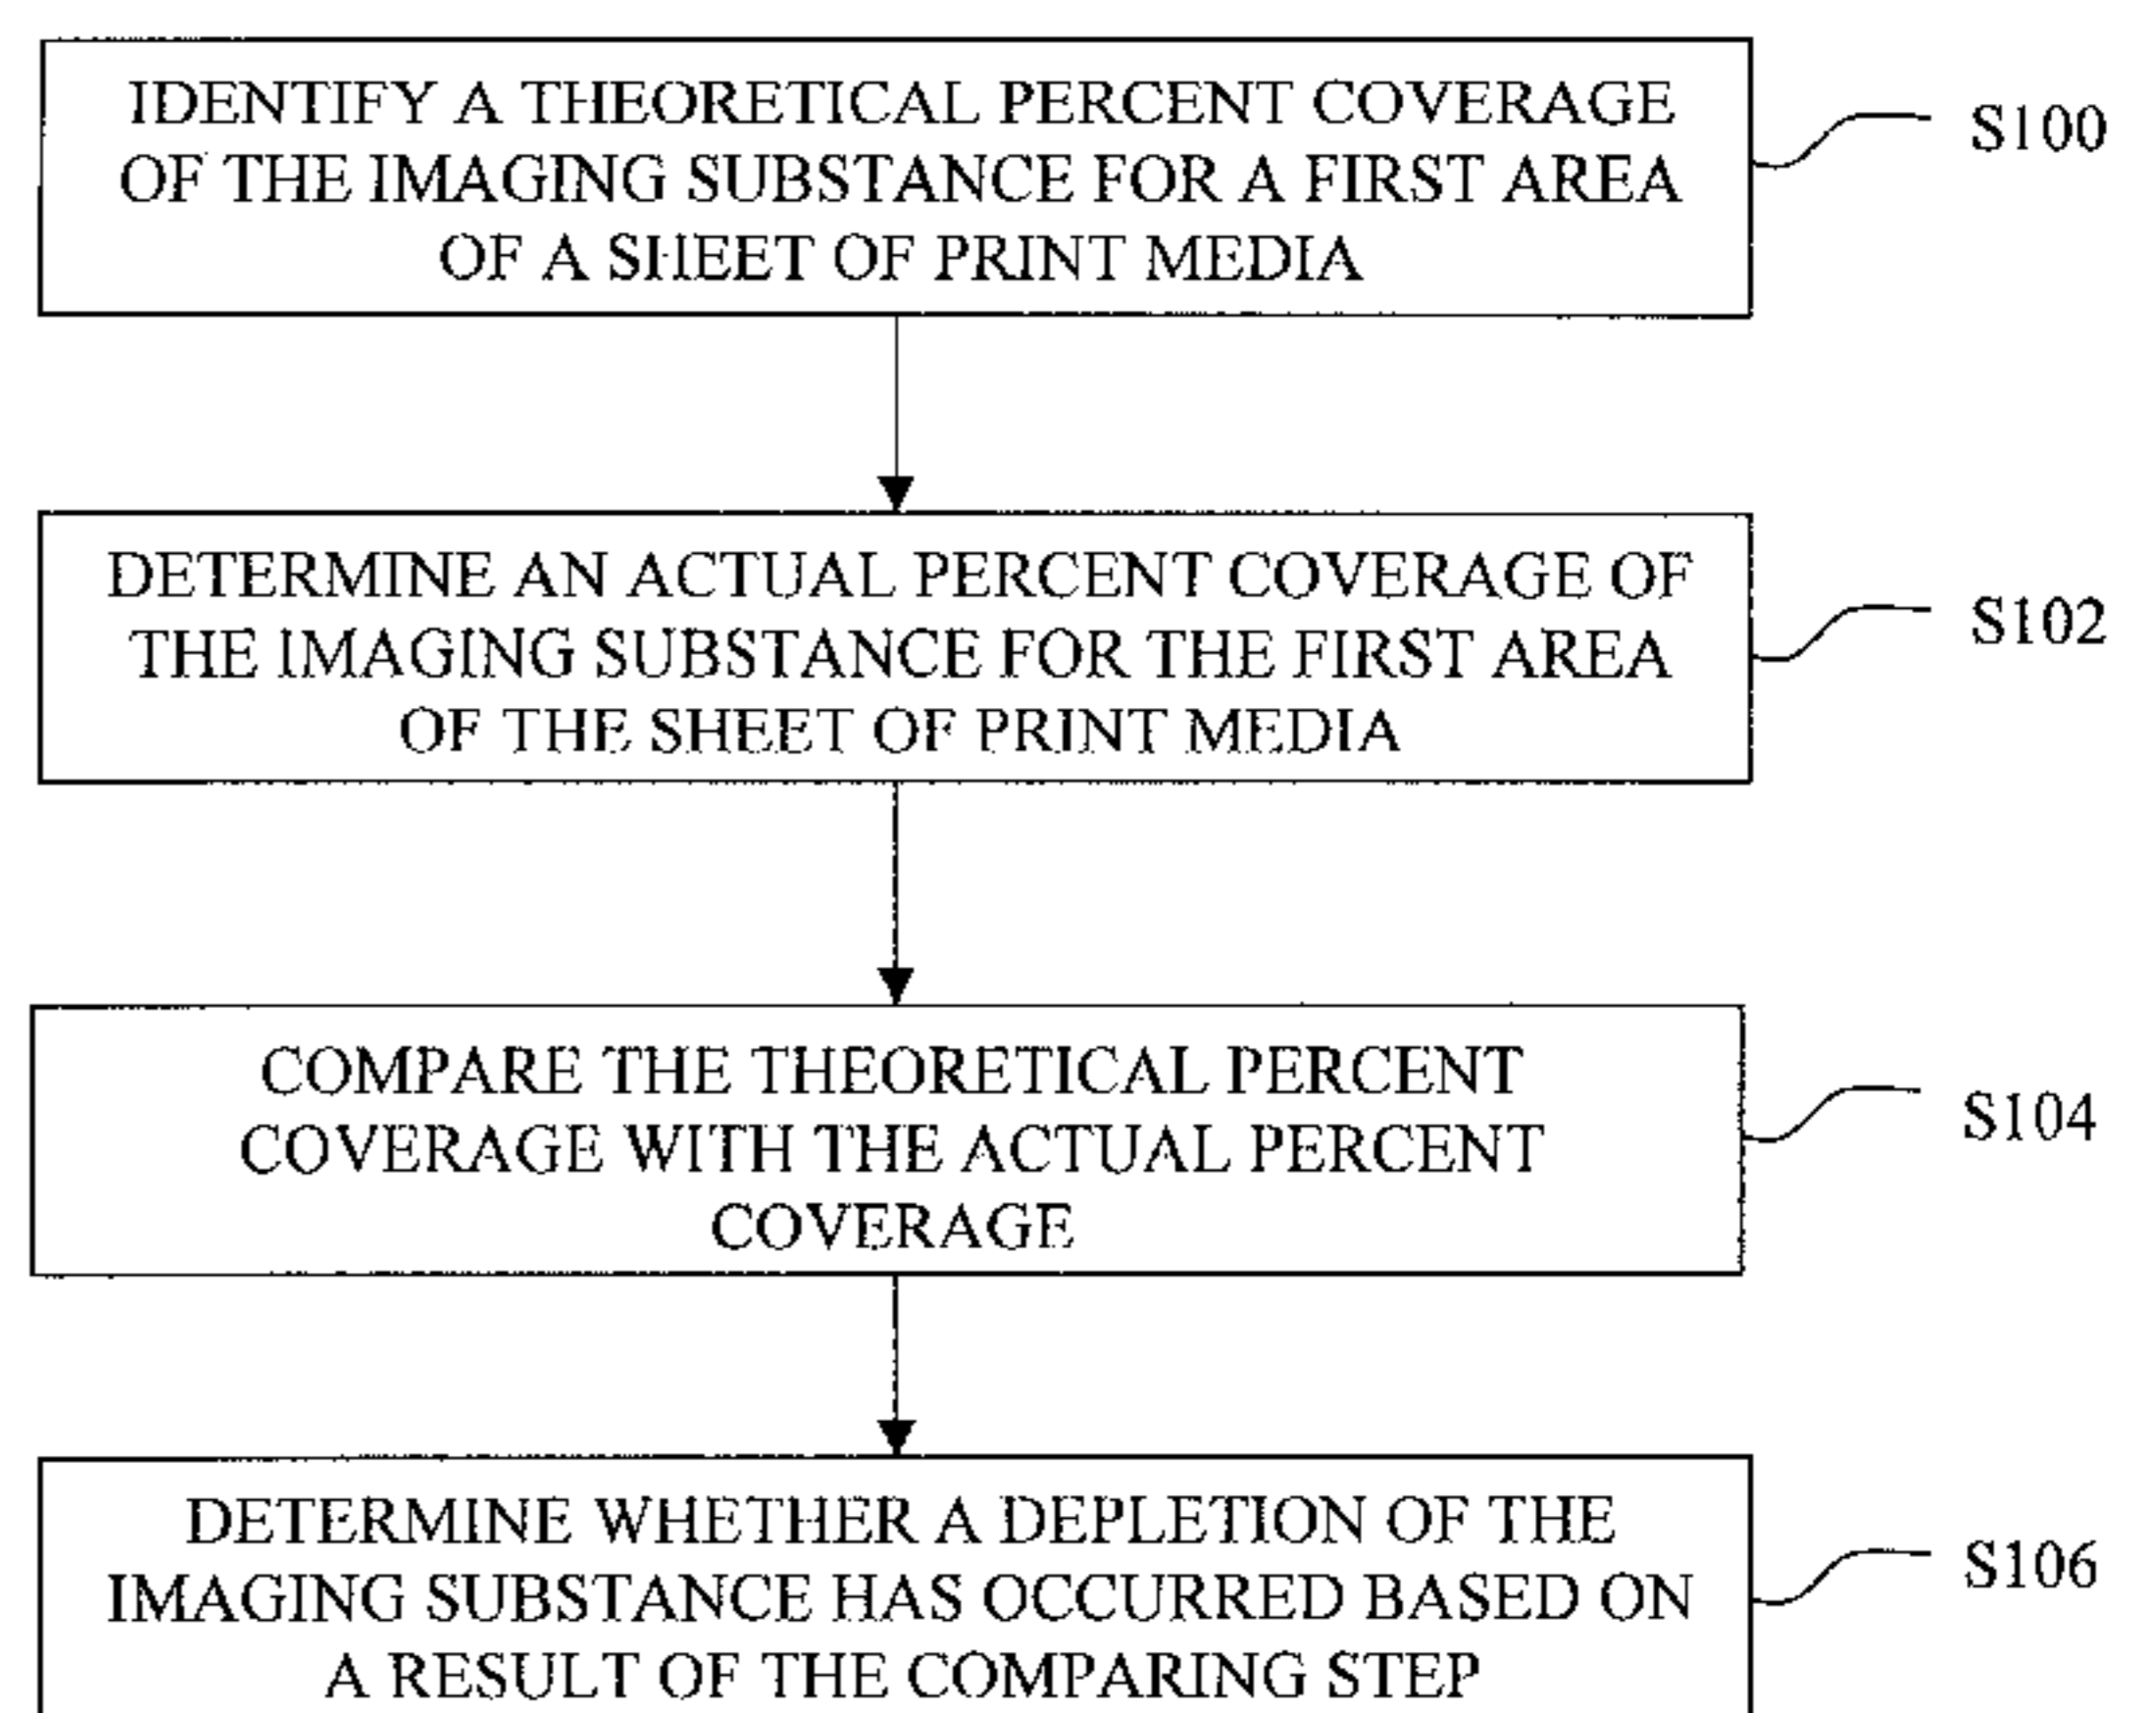 IDENTIFY A THEORETICAL PERCENT COVERAGE
OF THE IMAGING SUBSTANCE FOR A FIRST AREA
OF A SHEET OF PRINT MEDIA
S100
DETERMINE AN ACTUAL PERCENT COVERAGE OF
THE IMAGING SUBSTANCE FOR THE FIRST AREA
OF THE SHEET OF PRINT MEDIA
S102
COMPARE THE THEORETICAL PERCENT
COVERAGE WITH THE ACTUAL PERCENT
COVERAGE
S104
DETERMINE WHETHER A DEPLETION OF THE
IMAGING SUBSTANCE HAS OCCURRED BASED ON
A RESULT OF THE COMPARING STEP
S106